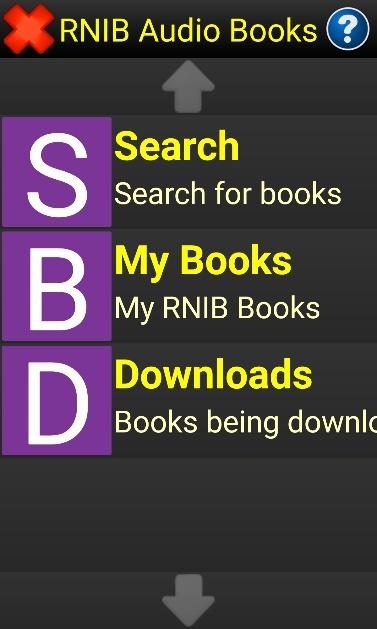 RNIB Audio Books ?
S
Search
Search for books
B
My Books
My RNIB Books
D
Downloads
Books being downlo